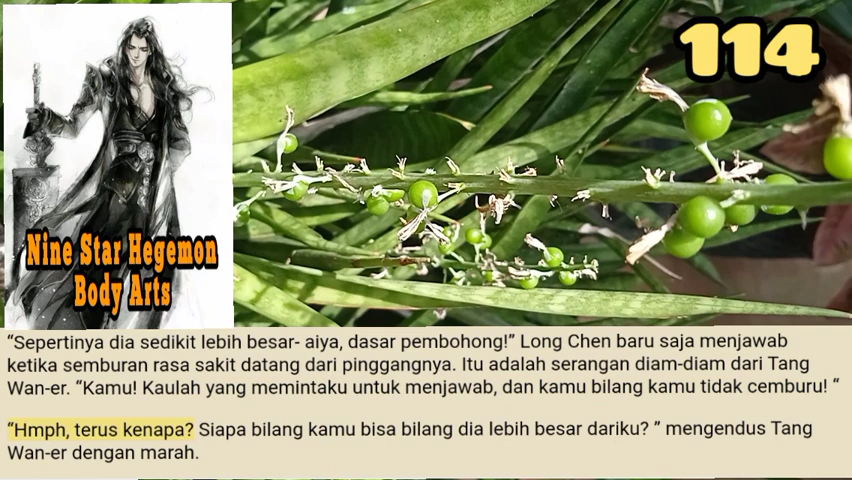 114
Nine Star Hegemon
Body Arts
“Sepertinya dia sedikit lebih besar- aiya, dasar pembohong!” Long Chen baru saja menjawab
ketika semburan rasa sakit datang dari pinggangnya. Itu adalah serangan diam-diam dari Tang
Wan-er. “Kamu! Kaulah yang memintaku untuk menjawab, dan kamu bilang kamu tidak cemburu! “
“Hmph, terus kenapa? Siapa bilang kamu bisa bilang dia lebih besar dariku? ” mengendus Tang
Wan-er dengan marah.